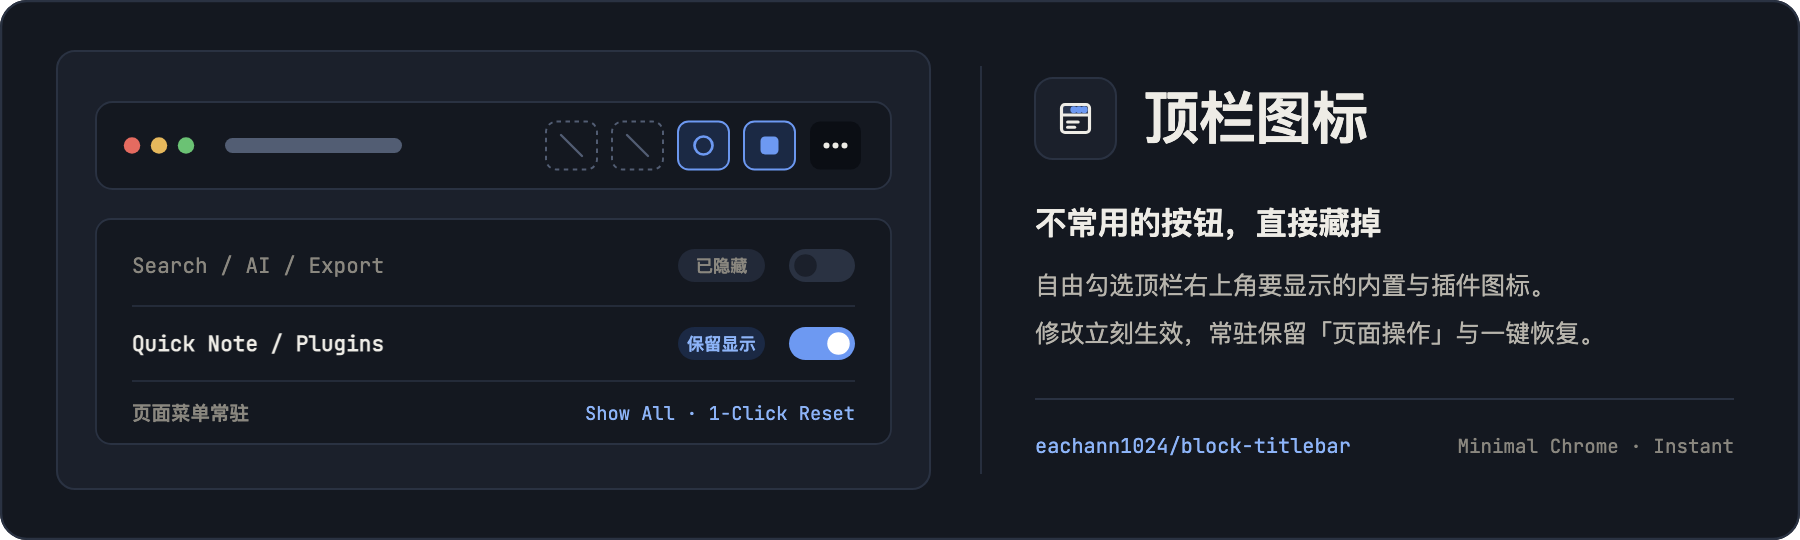 Search / AI / Export
已隐藏
Quick Note / Plugins
保留显示
页面菜单常驻
Show All · 1-Click Reset
顶栏图标
不常用的按钮，直接藏掉
自由勾选顶栏右上角要显示的内置与插件图标。
修改立刻生效，常驻保留「页面操作」与一键恢复。
eachann1024/block-titlebar
Minimal Chrome · Instant